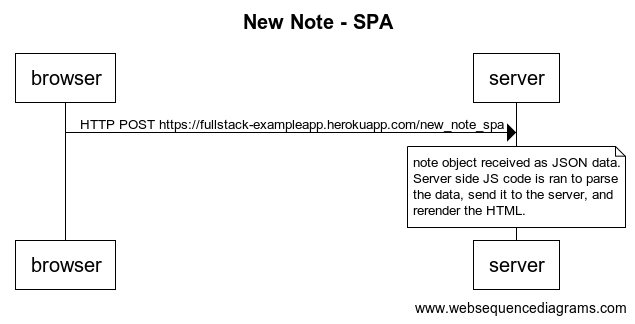 New Note - SPA
browser
server
HTTP POST https://fullstack-exampleapp.herokuapp.com/new_note_spa
note object received as JSON data.
Server side JS code is ran to parse
the data, send it to the server, and
rerender the HTML.
browser
server
www.websequencediagrams.com